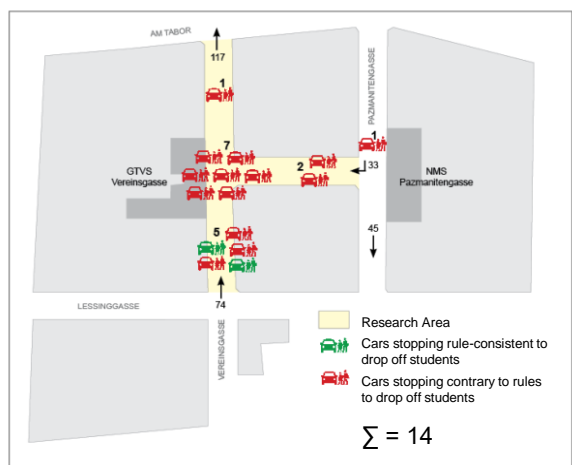 AM TABOR
117
1
PAZMANITENGASSE
1
7
GTVS
Vereinsgasse
2
33
NMS
Pazmanitengasse
5
45
74
LESSINGGASSE
VEREINSGASSE
Research Area
Cars stopping rule-consistent to
drop off students
Cars stopping contrary to rules
to drop off students
∑ = 14